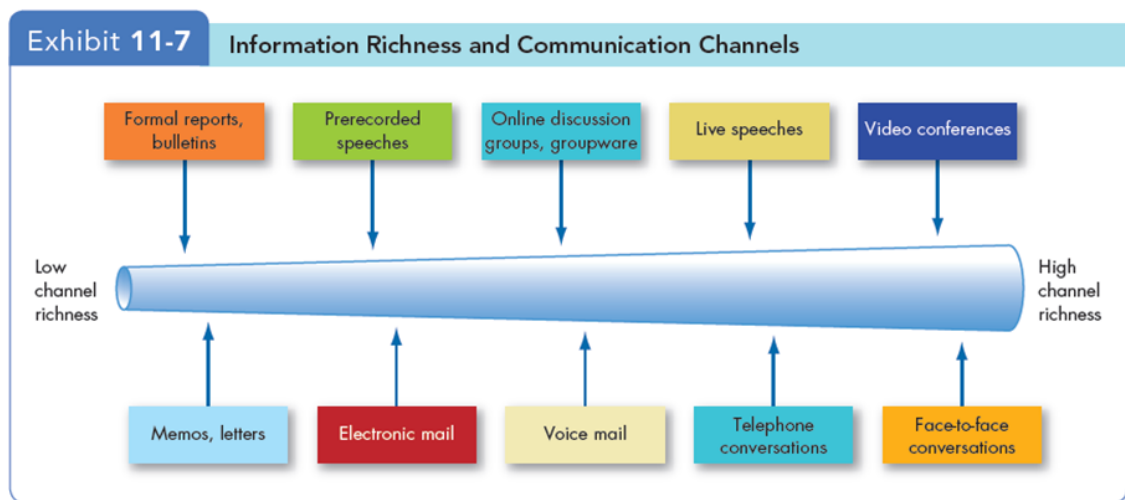 Exhibit 11-7
Information Richness and Communication Channels
Formal reports,
bulletins
Prerecorded
speeches
Online discussion
groups, groupware
Live speeches
Video conferences
Low
channel
richness
High
channel
richness
Memos, letters
Electronic mail
Voice mail
Telephone
conversations
Face-to-face
conversations